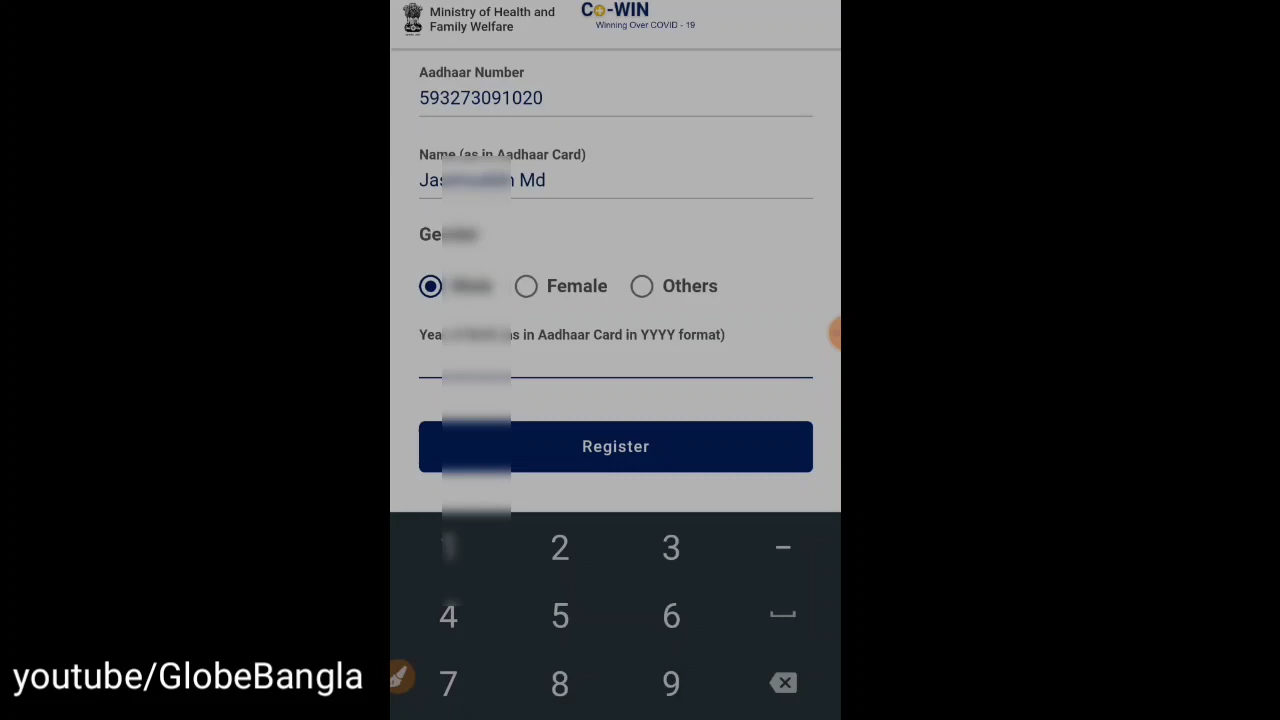 Ministry of Health and
Family Welfare
Co-WIN
Winning Over COVID - 19
Aadhaar Number
593273091020
Name (as in Aadhaar Card)
Md
Female Others
in Aadhaar Card in YYYY format)
Register
2 3 -
4 5 6
7 8 9
youtube/GlobeBangla